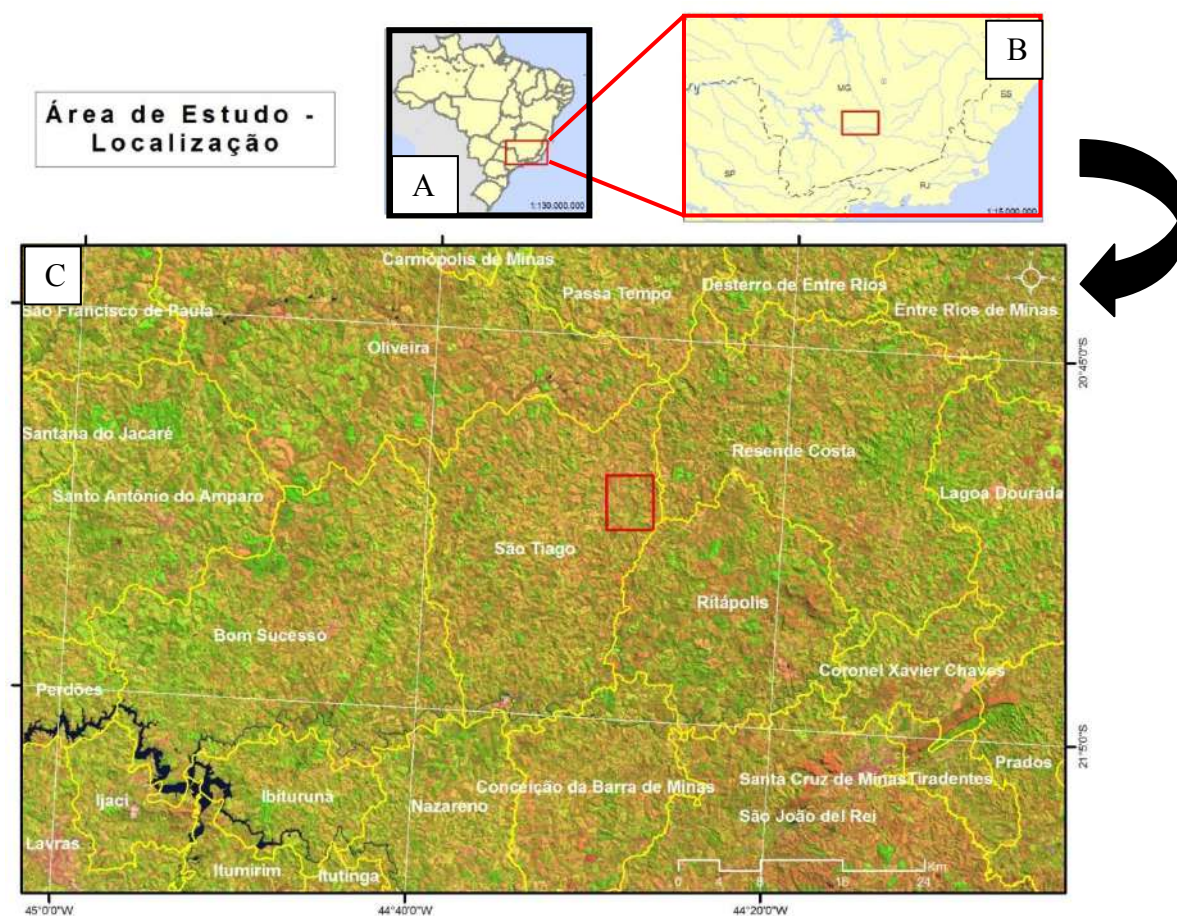 Área de Estudo -
Localização
A
1:139.000.000
B
MG
ES
SP
RJ
1:15.000.000
C
Carmópolis de Minas
Passa Tempo
Desterro de Entre Rios
São Francisco de Paula
Entre Rios de Minas
Oliveira
20°45'0"S
Santana do Jacaré
Resende Costa
Santo Antônio do Amparo
Lagoa Dourada
São Tiago
Ritápolis
Bom Sucesso
Coronel Xavier Chaves
Perdões
21°5'0"S
Prados
Santa Cruz de Minas
Tiradentes
Conceição da Barra de Minas
Ijaci
Ibituruna
Nazareno
São João del Rei
Lavras
Itumirim
Itutinga
Km
0 4 8 16 24
45°0'0"W
44°40'0"W
44°20'0"W